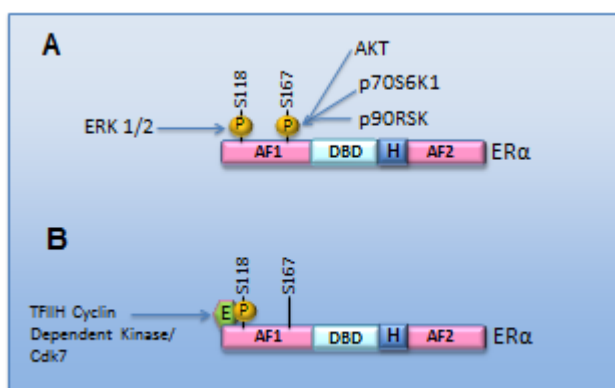 A
S118
S167
AKT
p70S6K1
p90RSK
ERK 1/2
P
P
AF1
DBD
H
AF2
ERα
B
S118
S167
TFIIH Cyclin
Dependent Kinase/
Cdk7
E
P
AF1
DBD
H
AF2
ERα